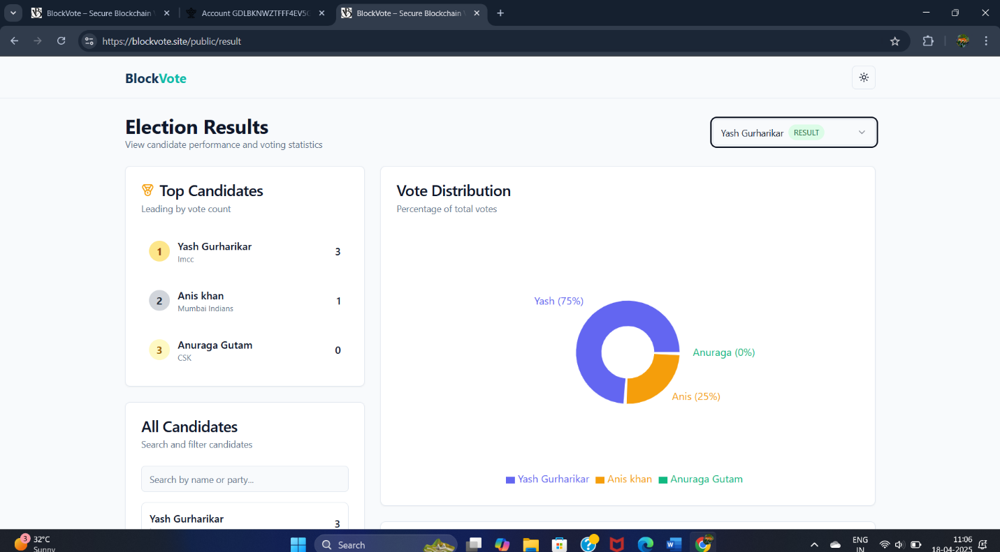 BlockVote – Secure Blockchain
Account GDLBKNWZTFFF4EV5
BlockVote – Secure Blockchain
https://blockvote.site/public/result
BlockVote
Election Results
View candidate performance and voting statistics
Yash Gurharikar RESULT
Top Candidates
Leading by vote count
1 Yash Gurharikar 3
Imcc
2 Anis khan 1
Mumbai Indians
3 Anuraga Gutam 0
CSK
All Candidates
Search and filter candidates
Search by name or party...
Yash Gurharikar 3
Vote Distribution
Percentage of total votes
Yash (75%)
Anuraga (0%)
Anis (25%)
Yash Gurharikar Anis khan Anuraga Gutam
3 32°C
Sunny
Search
ENG
IN
11:06
18-04-2025